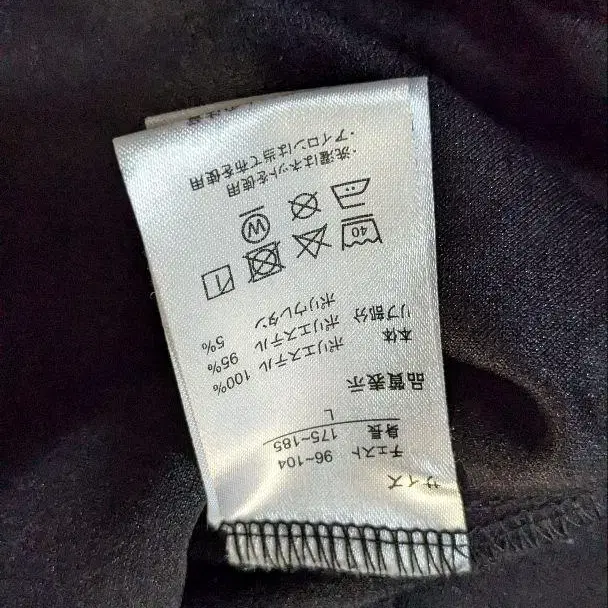 サイズ
チェスト 96~104
身長 175~185
L
品質表示
本体 ポリエステル 100%
リブ部分 ポリエステル 95%
ポリウレタン 5%
40
W
・洗濯はネットを使用
・アイロンは当て布を使用